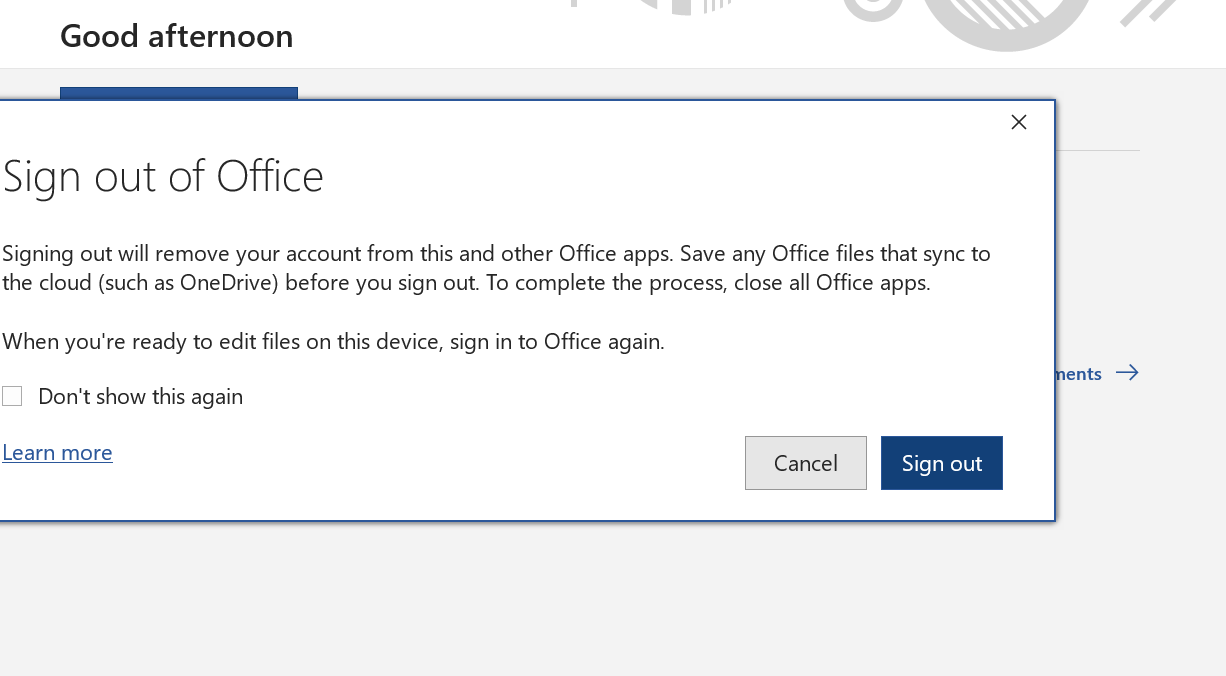 Good afternoon
Sign out of Office
Signing out will remove your account from this and other Office apps. Save any Office files that sync to
the cloud (such as OneDrive) before you sign out. To complete the process, close all Office apps.
When you're ready to edit files on this device, sign in to Office again.
ments
Don't show this again
Learn more
Cancel
Sign out